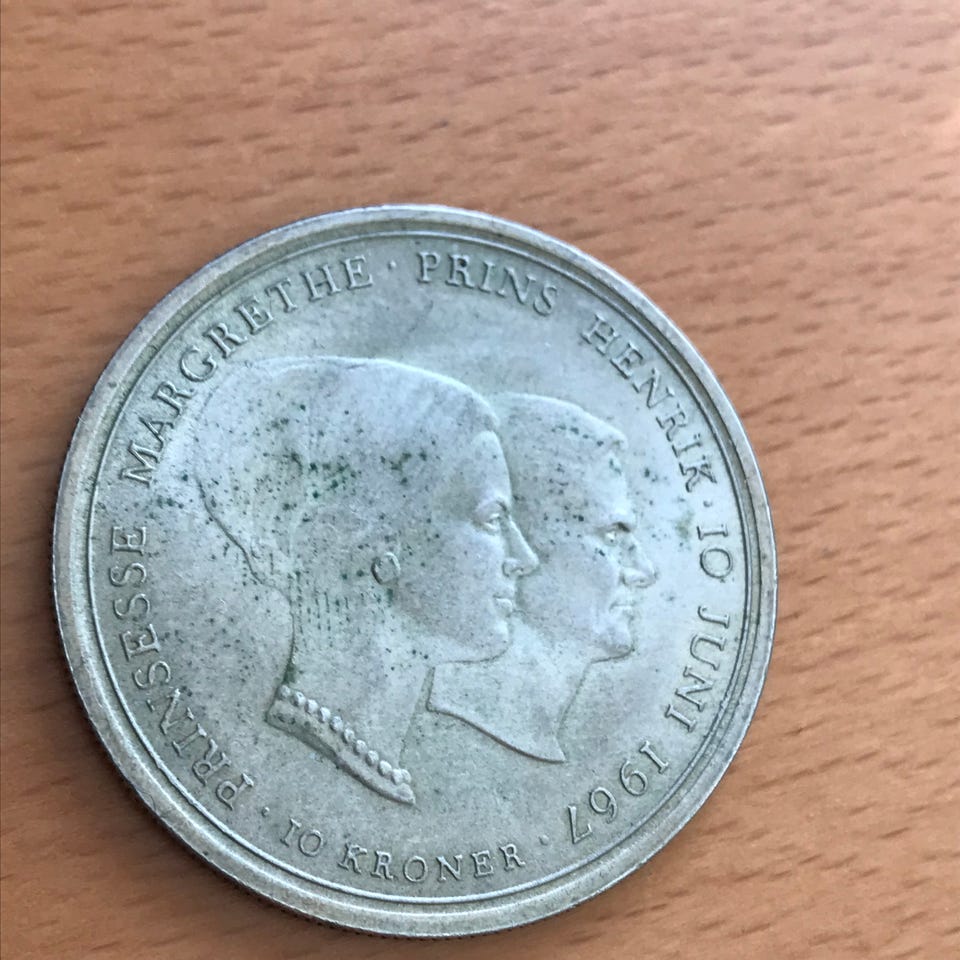 PRINSESSE MARGRETHE · PRINS HENRIK · 10 JUNI 1967
· 10 KRONER ·